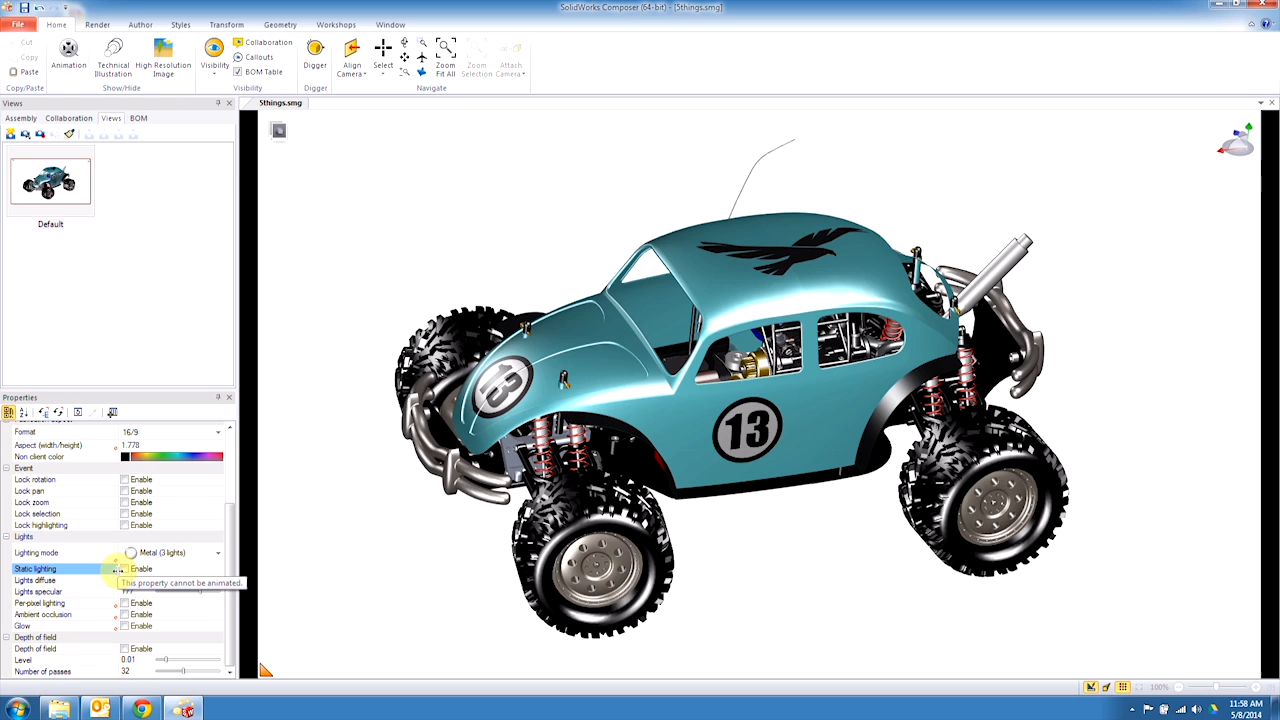 SolidWorks Composer (64-bit) - [5things.smg]
File Home Render Author Styles Transform Geometry Workshops Window
Cut
Copy
Paste
Animation
Technical Illustration
High Resolution Image
Visibility
Collaboration
Callouts
BOM Table
Digger
Align Camera
Select
Zoom Fit All
Zoom Selection
Attach Camera
Copy/Paste Show/Hide Visibility Digger Navigate
Views
5things.smg
Assembly Collaboration Views BOM
Default
13
13
Properties
Format 16/9
Aspect (width/height) 1.778
Non client color
Event
Lock rotation Enable
Lock pan Enable
Lock zoom Enable
Lock selection Enable
Lock highlighting Enable
Lights
Lighting mode Metal (3 lights)
Static lighting Enable
This property cannot be animated.
Lights diffuse
Lights specular
Per-pixel lighting Enable
Ambient occlusion Enable
Glow Enable
Depth of field
Depth of field Enable
Level 0.01
Number of passes 32
100%
11:58 AM
5/8/2014